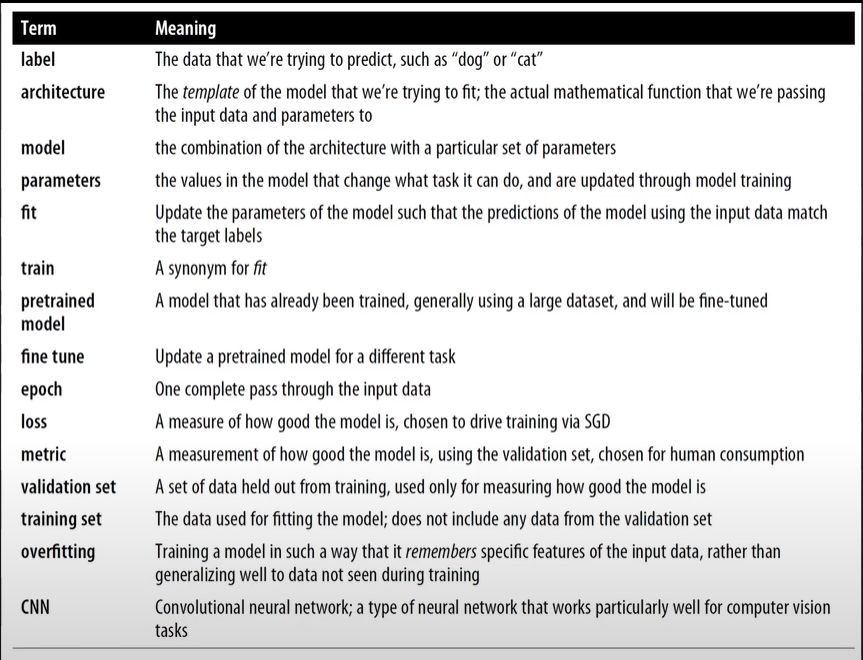 Term Meaning
label The data that we're trying to predict, such as “dog” or “cat”
architecture The template of the model that we're trying to fit; the actual mathematical function that we're passing
the input data and parameters to
model the combination of the architecture with a particular set of parameters
parameters the values in the model that change what task it can do, and are updated through model training
fit Update the parameters of the model such that the predictions of the model using the input data match
the target labels
train A synonym for fit
pretrained A model that has already been trained, generally using a large dataset, and will be fine-tuned
model
fine tune Update a pretrained model for a different task
epoch One complete pass through the input data
loss A measure of how good the model is, chosen to drive training via SGD
metric A measurement of how good the model is, using the validation set, chosen for human consumption
validation set A set of data held out from training, used only for measuring how good the model is
training set The data used for fitting the model; does not include any data from the validation set
overfitting Training a model in such a way that it remembers specific features of the input data, rather than
generalizing well to data not seen during training
CNN Convolutional neural network; a type of neural network that works particularly well for computer vision
tasks